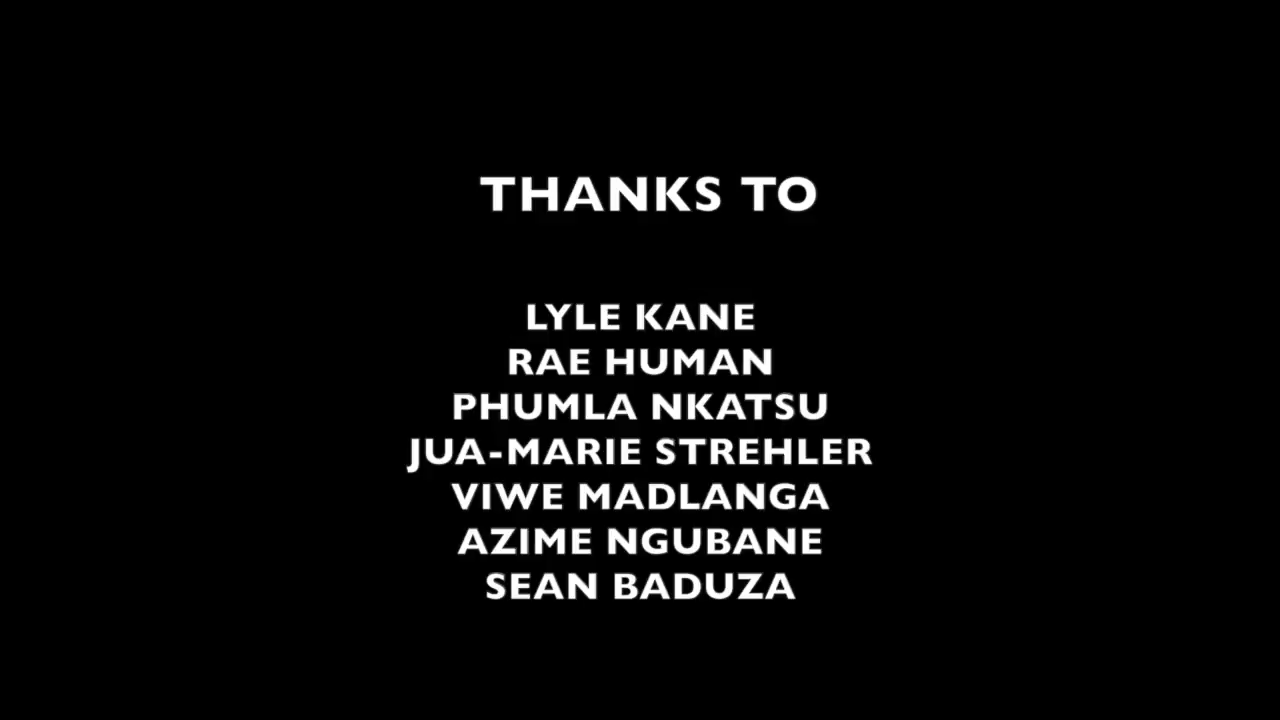 THANKS TO
LYLE KANE
RAE HUMAN
PHUMLA NKATSU
JUA-MARIE STREHLER
VIWE MADLANGA
AZIME NGUBANE
SEAN BADUZA